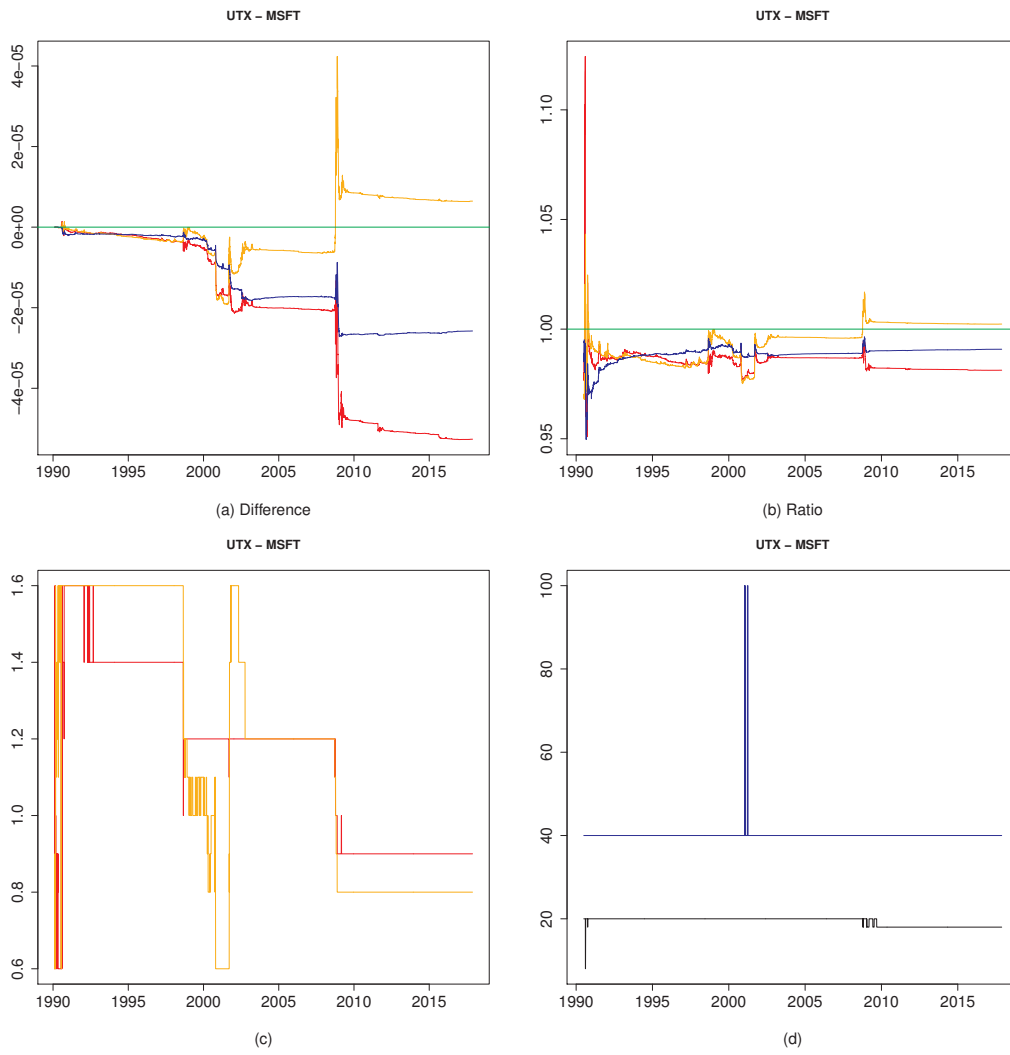 UTX − MSFT
UTX − MSFT
4e−05
2e−05
0e+00
−2e−05
−4e−05
1990 1995 2000 2005 2010 2015
1.10
1.05
1.00
0.95
1990 1995 2000 2005 2010 2015
(a) Difference
(b) Ratio
UTX − MSFT
UTX − MSFT
1.6
1.4
1.2
1.0
0.8
0.6
1990 1995 2000 2005 2010 2015
100
80
60
40
20
1990 1995 2000 2005 2010 2015
(c)
(d)